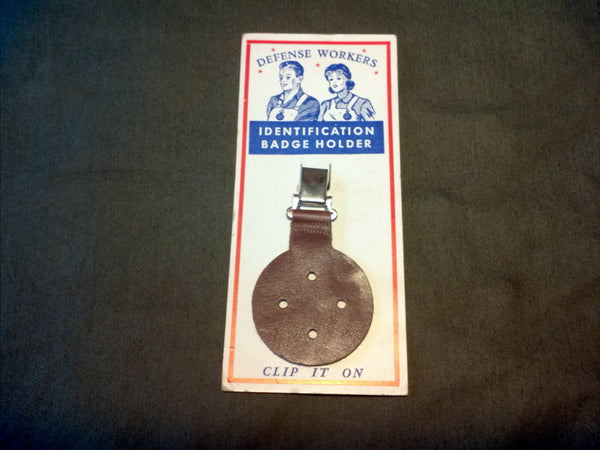 DEFENSE WORKERS
IDENTIFICATION
BADGE HOLDER
CLIP IT ON